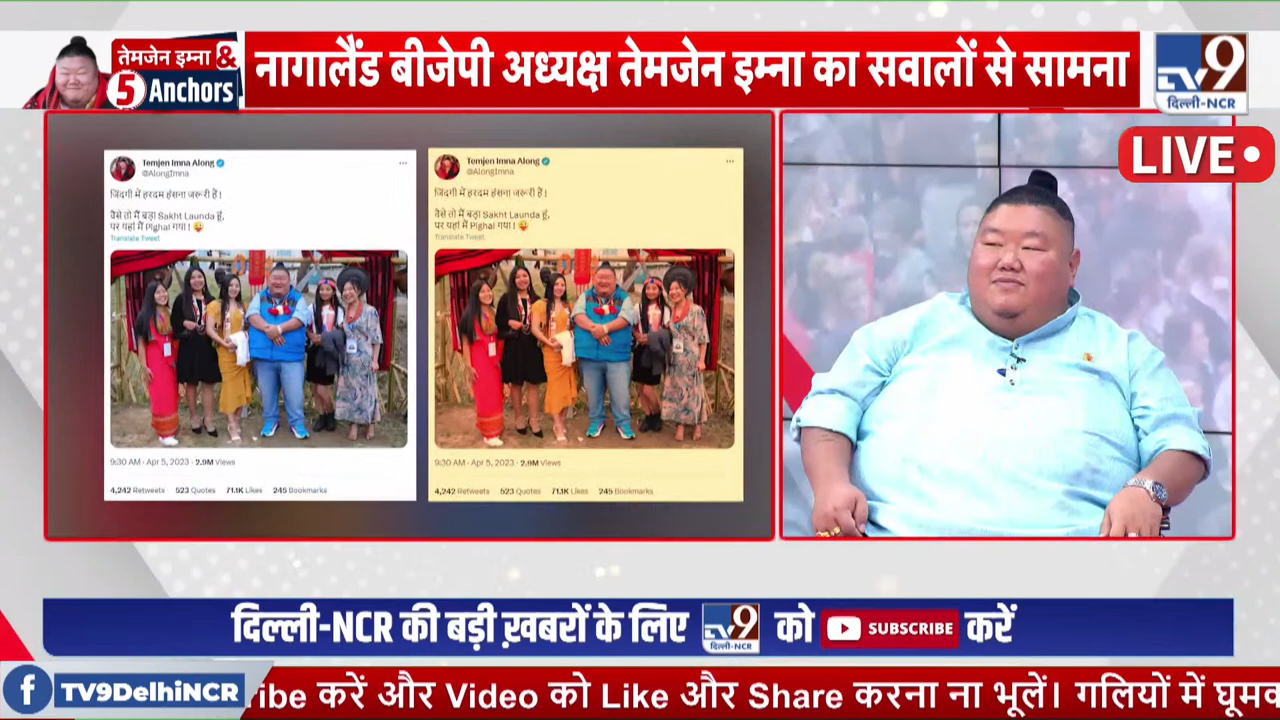 तेमजेन इम्ना &
5 Anchors
नागालैंड बीजेपी अध्यक्ष तेमजेन इम्ना का सवालों से सामना
TV9
दिल्ली-NCR
LIVE
Temjen Imna Along
@AlongImna
जिंदगी में हरदम हंसना जरूरी हैं !
वैसे तो मैं बड़ा Sakht Launda हूं,
पर यहां मैं Pighal गया ! 😜
Translate Tweet
9:30 AM · Apr 5, 2023 · 2.9M Views
4,242 Retweets 523 Quotes 71.1K Likes 245 Bookmarks
Temjen Imna Along
@AlongImna
जिंदगी में हरदम हंसना जरूरी हैं !
वैसे तो मैं बड़ा Sakht Launda हूं,
पर यहां मैं Pighal गया ! 😜
Translate Tweet
9:30 AM · Apr 5, 2023 · 2.9M Views
4,242 Retweets 523 Quotes 71.1K Likes 245 Bookmarks
दिल्ली-NCR की बड़ी ख़बरों के लिए TV9 दिल्ली-NCR को SUBSCRIBE करें
f TV9DelhiNCR
ribe करें और Video को Like और Share करना ना भूलें। गलियों में घूमक